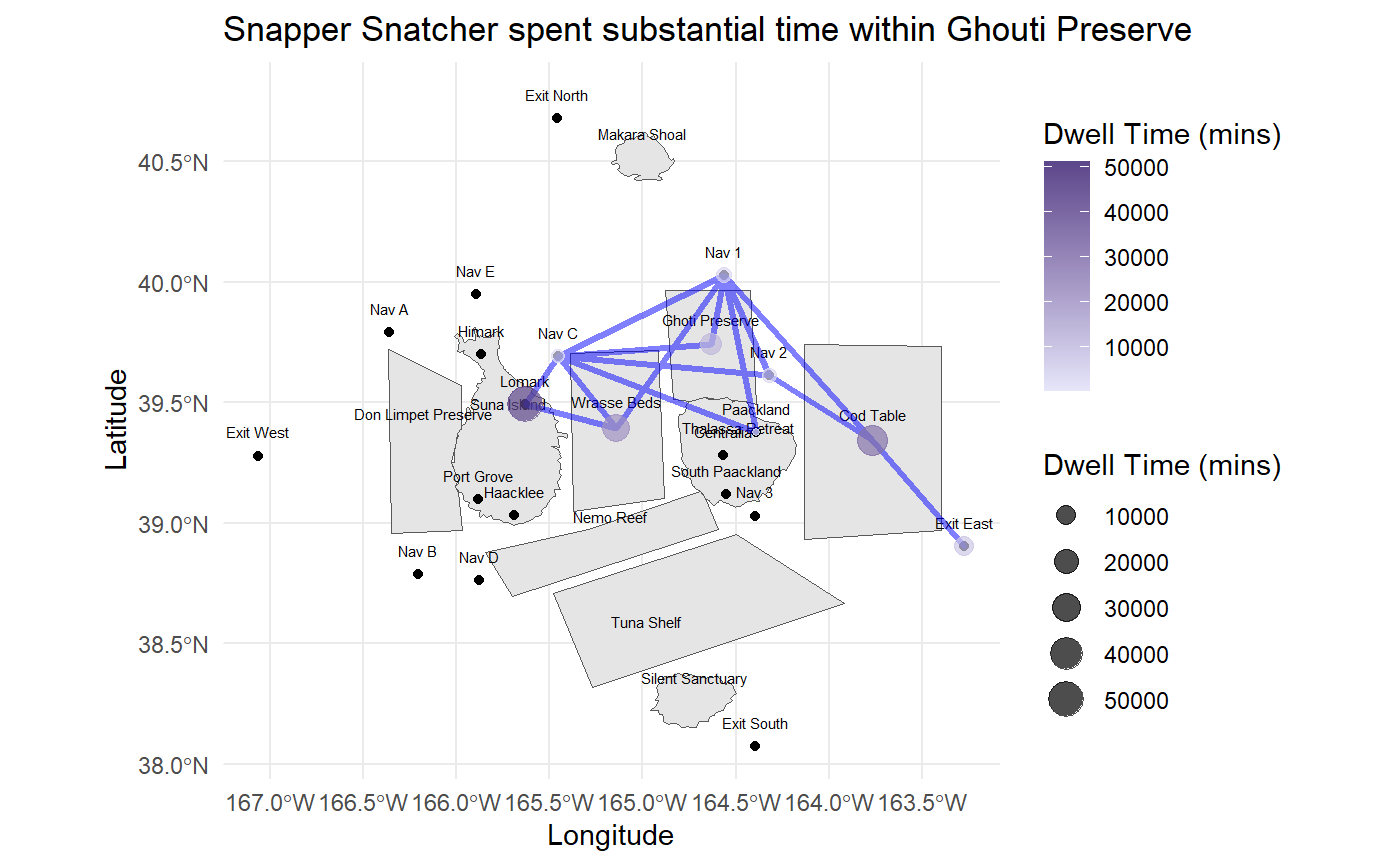 Snapper Snatcher spent substantial time within Ghouti Preserve
Exit North
Makara Shoal
40.5°N
Nav 1
Nav E
40.0°N
Nav A
Ghoti Preserve
Himark
Nav C
Nav 2
Lomark
39.5°N
Suna Island
Wrasse Beds
Paackland
Don Limpet Preserve
Cod Table
Thalassa Retreat
Centralia
Exit West
South Paackland
Port Grove
Haacklee
Nav 3
39.0°N
Nemo Reef
Exit East
Nav B
Nav D
Tuna Shelf
38.5°N
Silent Sanctuary
Exit South
38.0°N
167.0°W 166.5°W 166.0°W 165.5°W 165.0°W 164.5°W 164.0°W 163.5°W
Longitude
Latitude
Dwell Time (mins)
50000
40000
30000
20000
10000
Dwell Time (mins)
10000
20000
30000
40000
50000